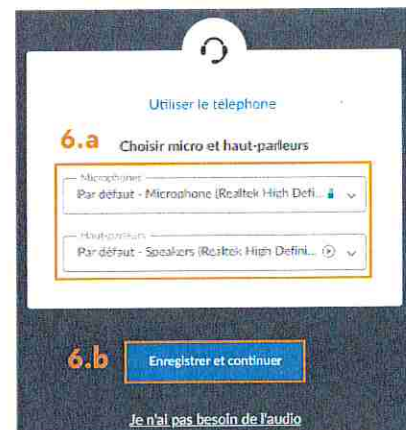 Utiliser le téléphone
6.a Choisir micro et haut-parleurs
Microphones
Par défaut - Microphone (Realtek High Defi...
Haut-parleurs
Par défaut - Speakers (Realtek High Defini...
6.b Enregistrer et continuer
Je n'ai pas besoin de l'audio